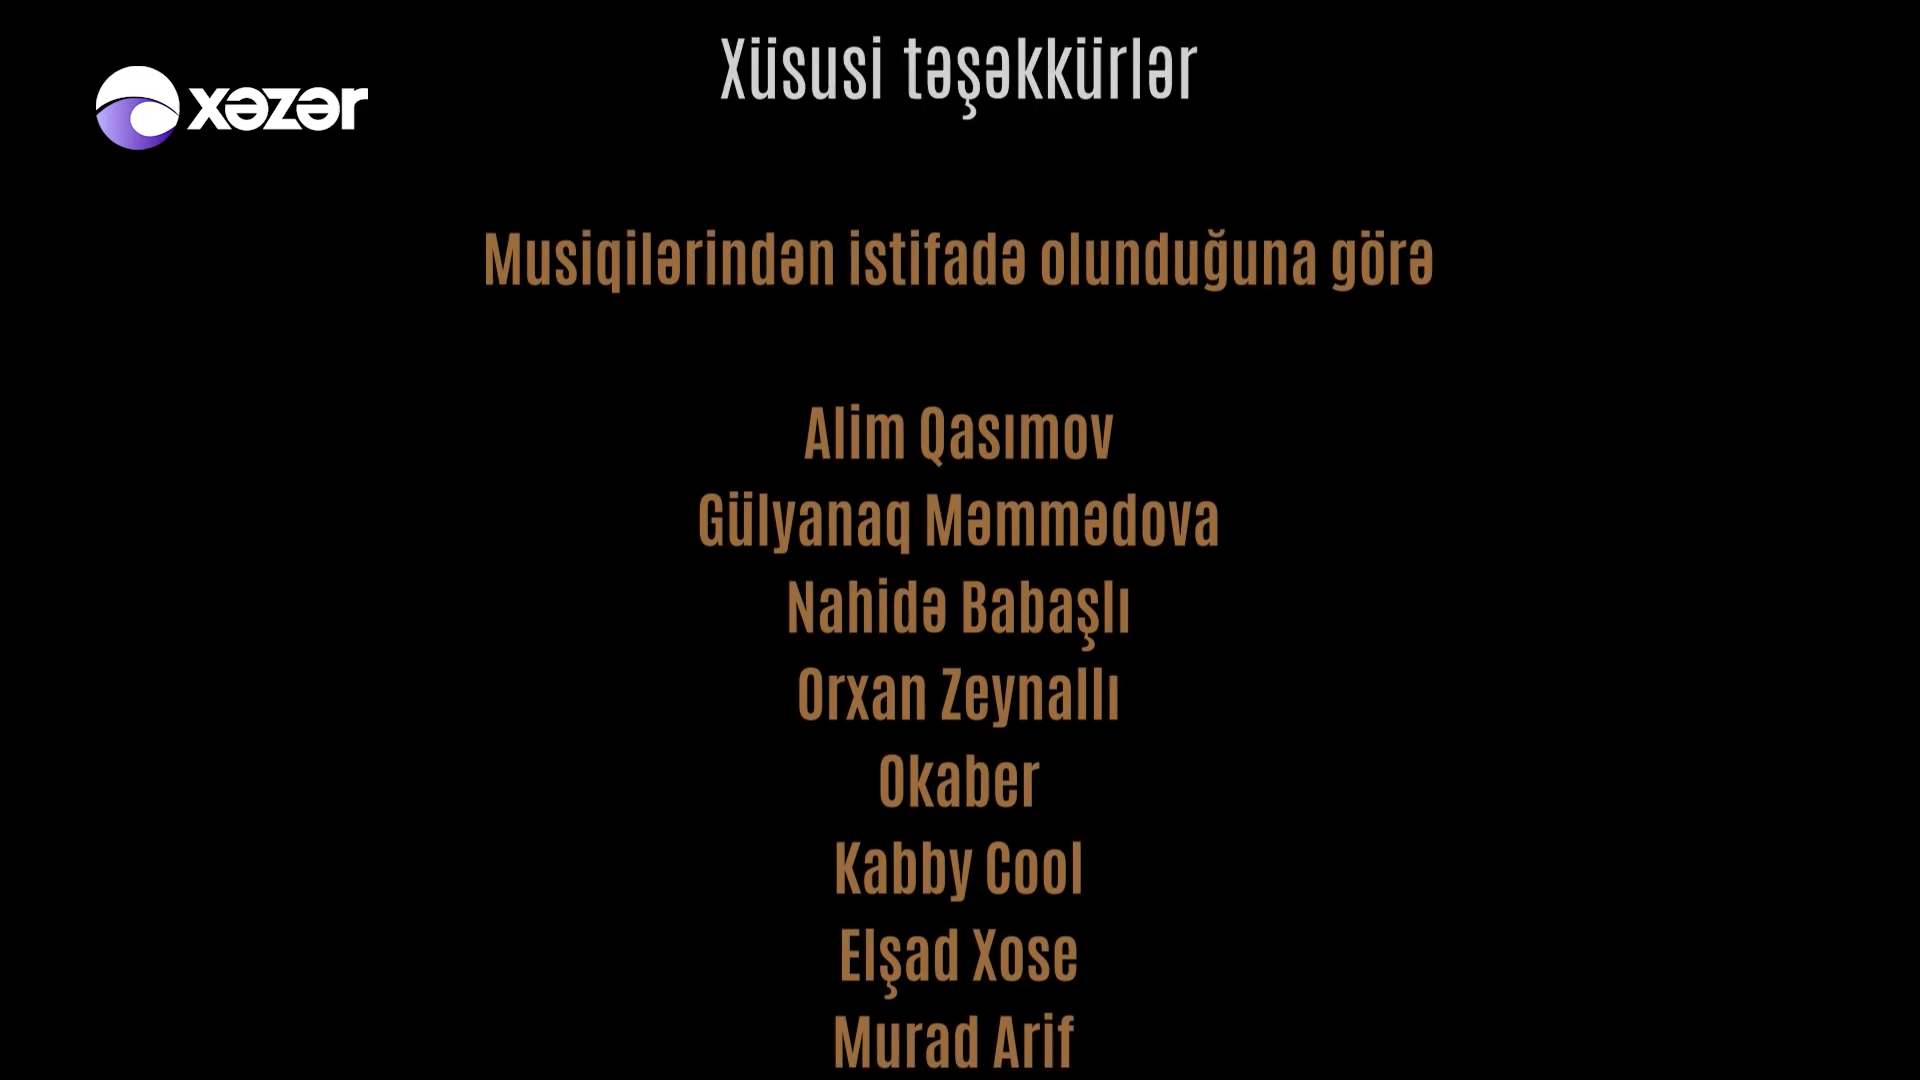 Xüsusi təşəkkürlər
xəzər
Musiqilərindən istifadə olunduğuna görə
Alim Qasımov
Gülyanaq Məmmədova
Nahidə Babaşlı
Orxan Zeynallı
Okaber
Kabby Cool
Elşad Xose
Murad Arif